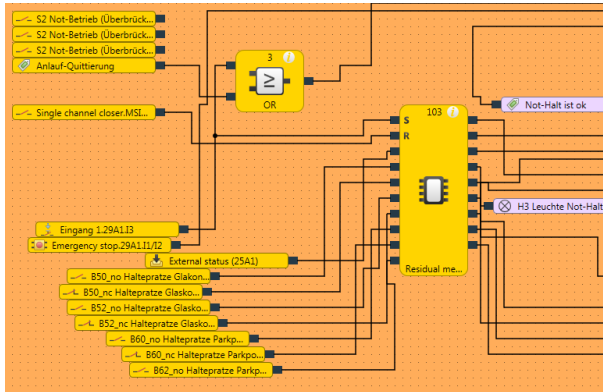 S2 Not-Betrieb (Überbrück...
S2 Not-Betrieb (Überbrück...
S2 Not-Betrieb (Überbrück...
Anlauf-Quittierung
3
OR
Single channel closer.MSI...
103
S
R
Residual me...
Not-Halt ist ok
H3 Leuchte Not-Halt
Eingang 1.29A1.I3
Emergency stop.29A1.I1/I2
External status (25A1)
B50_no Haltepratze Glakon...
B50_nc Haltepratze Glasko...
B52_no Haltepratze Glasko...
B52_nc Haltepratze Glasko...
B60_no Haltepratze Parkp...
B60_nc Haltepratze Parkpo...
B62_no Haltepratze Parkpo...